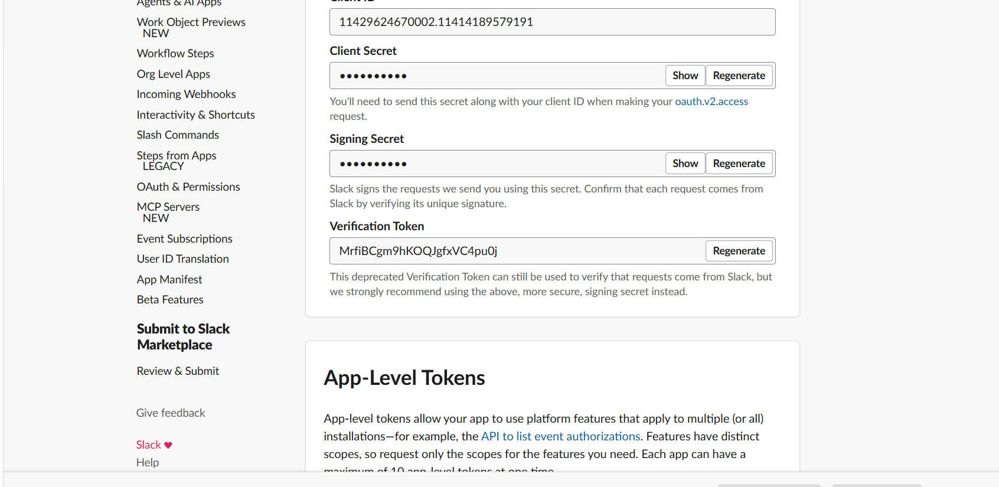 Agents & AI Apps
Work Object Previews
NEW
Workflow Steps
Org Level Apps
Incoming Webhooks
Interactivity & Shortcuts
Slash Commands
Steps from Apps
LEGACY
OAuth & Permissions
MCP Servers
NEW
Event Subscriptions
User ID Translation
App Manifest
Beta Features
Submit to Slack
Marketplace
Review & Submit
Give feedback
Slack ♥
Help
Client ID
11429624670002.11414189579191
Client Secret
••••••••••
Show
Regenerate
You'll need to send this secret along with your client ID when making your oauth.v2.access
request.
Signing Secret
••••••••••
Show
Regenerate
Slack signs the requests we send you using this secret. Confirm that each request comes from
Slack by verifying its unique signature.
Verification Token
MrfiBCgm9hKOQJgfxVC4pu0j
Regenerate
This deprecated Verification Token can still be used to verify that requests come from Slack, but
we strongly recommend using the above, more secure, signing secret instead.
App-Level Tokens
App-level tokens allow your app to use platform features that apply to multiple (or all)
installations—for example, the API to list event authorizations. Features have distinct
scopes, so request only the scopes for the features you need. Each app can have a
maximum of 10 app-level tokens at one time.